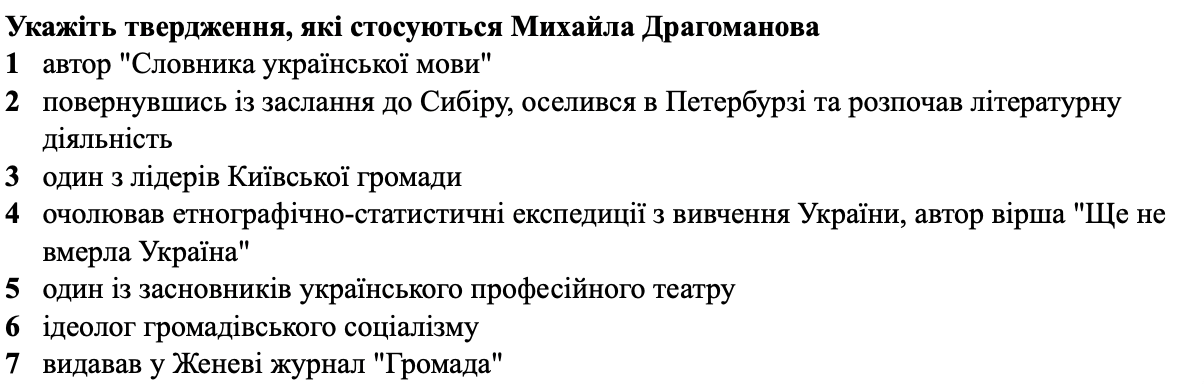 Укажіть твердження, які стосуються Михайла Драгоманова
1 автор "Словника української мови"
2 повернувшись із заслання до Сибіру, оселився в Петербурзі та розпочав літературну
діяльність
3 один з лідерів Київської громади
4 очолював етнографічно-статистичні експедиції з вивчення України, автор вірша "Ще не
вмерла Україна"
5 один із засновників українського професійного театру
6 ідеолог громадівського соціалізму
7 видавав у Женеві журнал "Громада"